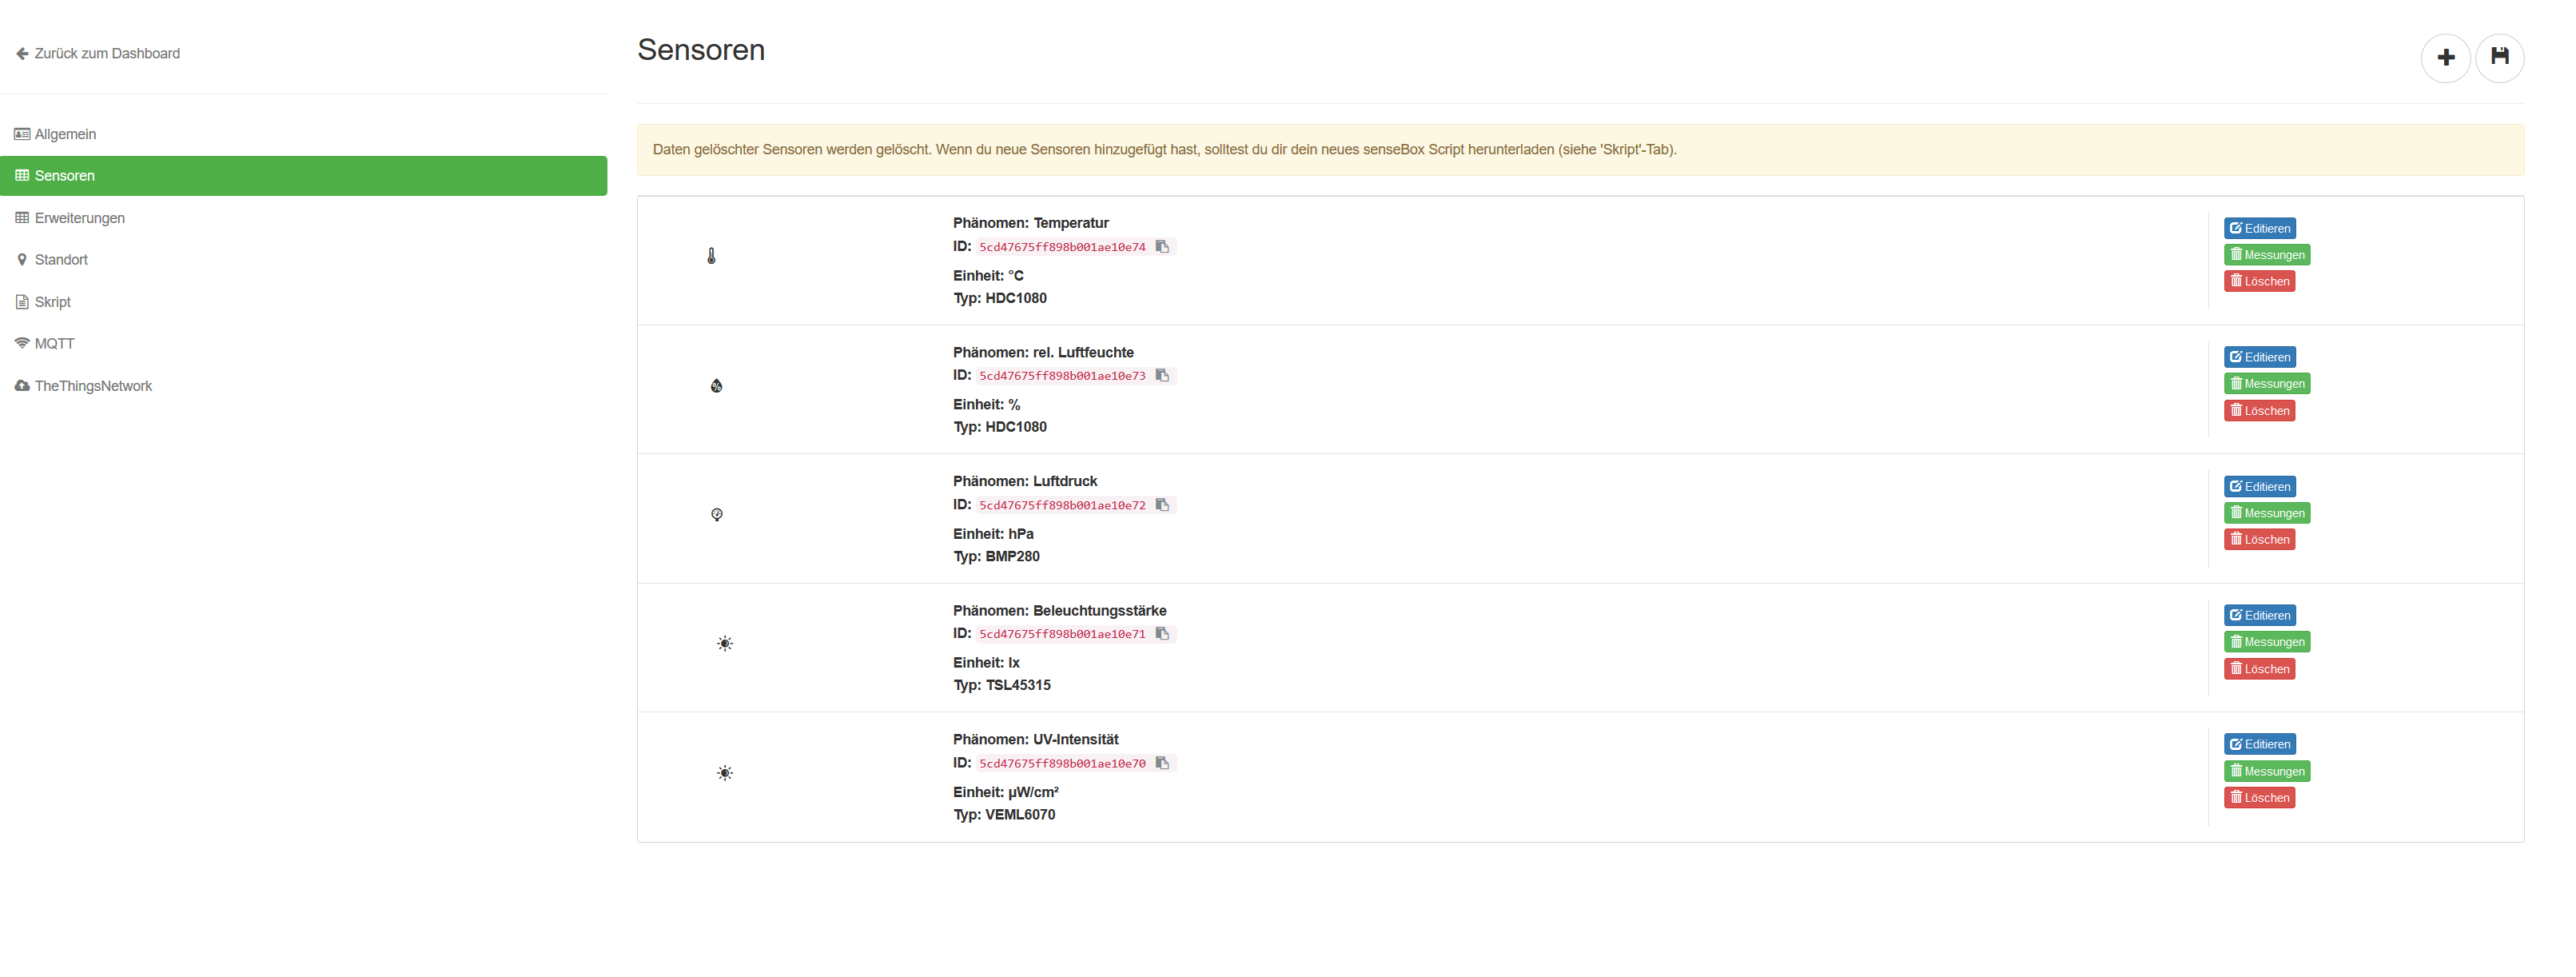 Zurück zum Dashboard
Allgemein
Sensoren
Erweiterungen
Standort
Skript
MQTT
TheThingsNetwork
Sensoren
Daten gelöschter Sensoren werden gelöscht. Wenn du neue Sensoren hinzugefügt hast, solltest du dir dein neues senseBox Script herunterladen (siehe 'Skript'-Tab).
Phänomen: Temperatur
ID: 5cd47675ff898b001ae10e74
Einheit: °C
Typ: HDC1080
Editieren
Messungen
Löschen
Phänomen: rel. Luftfeuchte
ID: 5cd47675ff898b001ae10e73
Einheit: %
Typ: HDC1080
Editieren
Messungen
Löschen
Phänomen: Luftdruck
ID: 5cd47675ff898b001ae10e72
Einheit: hPa
Typ: BMP280
Editieren
Messungen
Löschen
Phänomen: Beleuchtungsstärke
ID: 5cd47675ff898b001ae10e71
Einheit: lx
Typ: TSL45315
Editieren
Messungen
Löschen
Phänomen: UV-Intensität
ID: 5cd47675ff898b001ae10e70
Einheit: μW/cm²
Typ: VEML6070
Editieren
Messungen
Löschen